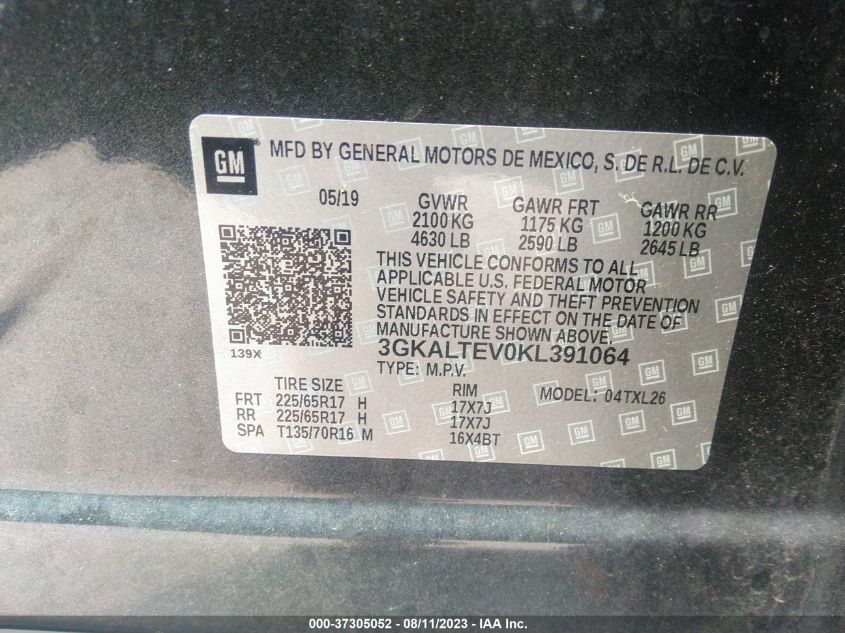 GM MFD BY GENERAL MOTORS DE MEXICO, S. DE R.L. DE C.V.
05/19 GVWR GAWR FRT GAWR RR
2100 KG 1175 KG 1200 KG
4630 LB 2590 LB 2645 LB
THIS VEHICLE CONFORMS TO ALL
APPLICABLE U.S. FEDERAL MOTOR
VEHICLE SAFETY AND THEFT PREVENTION
STANDARDS IN EFFECT ON THE DATE
OF MANUFACTURE SHOWN ABOVE.
139X 3GKALTEV0KL391064
TYPE: M.P.V.
TIRE SIZE RIM MODEL: 04TXL26
FRT 225/65R17 H 17X7J
RR 225/65R17 H 17X7J
SPA T135/70R16 M 16X4BT
000-37305052 - 08/11/2023 - IAA Inc.